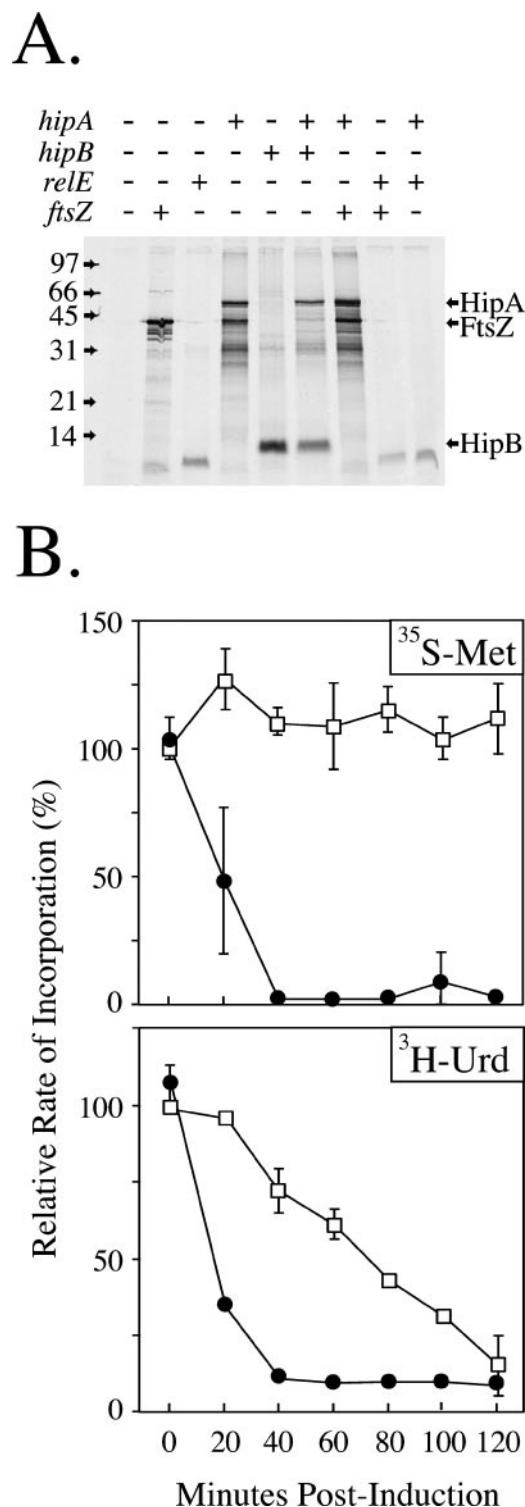 A.
hipA - - - + - + + - +
hipB - - - - + + - - -
relE - - + - - - - + +
ftsZ - + - - - - + + -
97
66
45
31
21
14
HipA
FtsZ
HipB
B.
150
100
50
0
³⁵S-Met
100
50
0
³H-Urd
Relative Rate of Incorporation (%)
0 20 40 60 80 100 120
Minutes Post-Induction